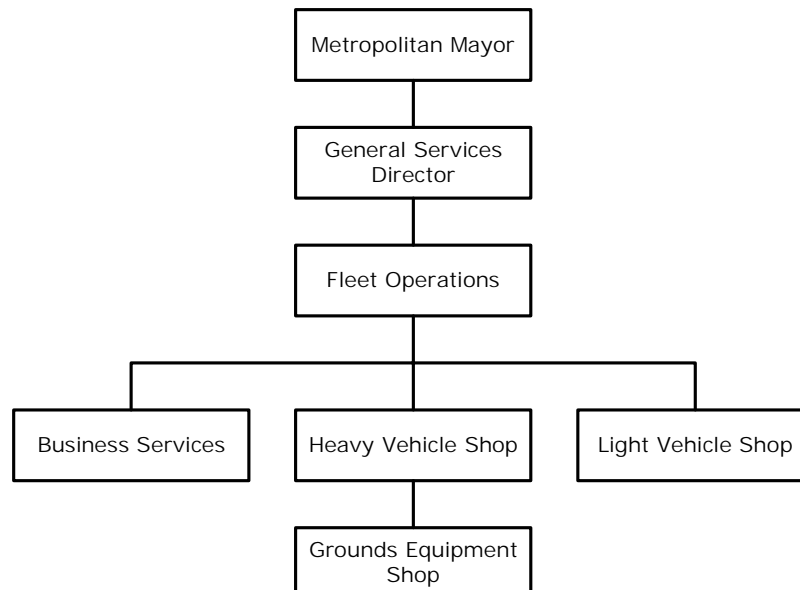 Metropolitan Mayor
General Services
Director
Fleet Operations
Business Services
Heavy Vehicle Shop
Light Vehicle Shop
Grounds Equipment
Shop